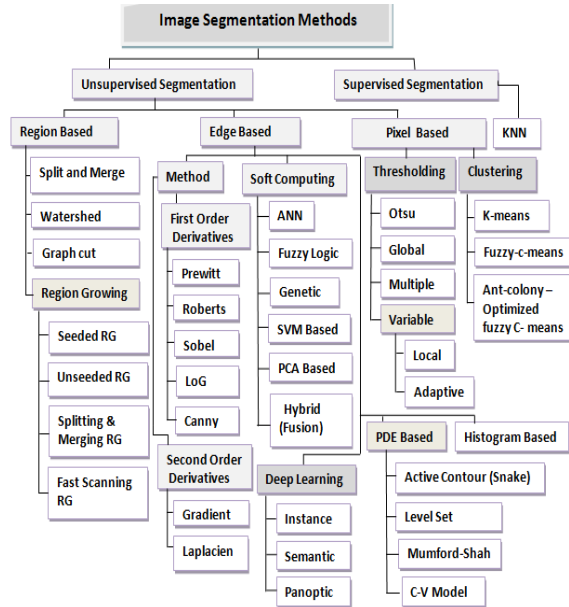 Image Segmentation Methods
Unsupervised Segmentation
Supervised Segmentation
Region Based
Edge Based
Pixel Based
KNN
Split and Merge
Watershed
Graph cut
Region Growing
Seeded RG
Unseeded RG
Splitting &
Merging RG
Fast Scanning
RG
Method
First Order
Derivatives
Prewitt
Roberts
Sobel
LoG
Canny
Second Order
Derivatives
Gradient
Laplacien
Soft Computing
ANN
Fuzzy Logic
Genetic
SVM Based
PCA Based
Hybrid
(Fusion)
Deep Learning
Instance
Semantic
Panoptic
Thresholding
Otsu
Global
Multiple
Variable
Local
Adaptive
Clustering
K-means
Fuzzy-c-means
Ant-colony –
Optimized
fuzzy C- means
PDE Based
Active Contour (Snake)
Level Set
Mumford-Shah
C-V Model
Histogram Based